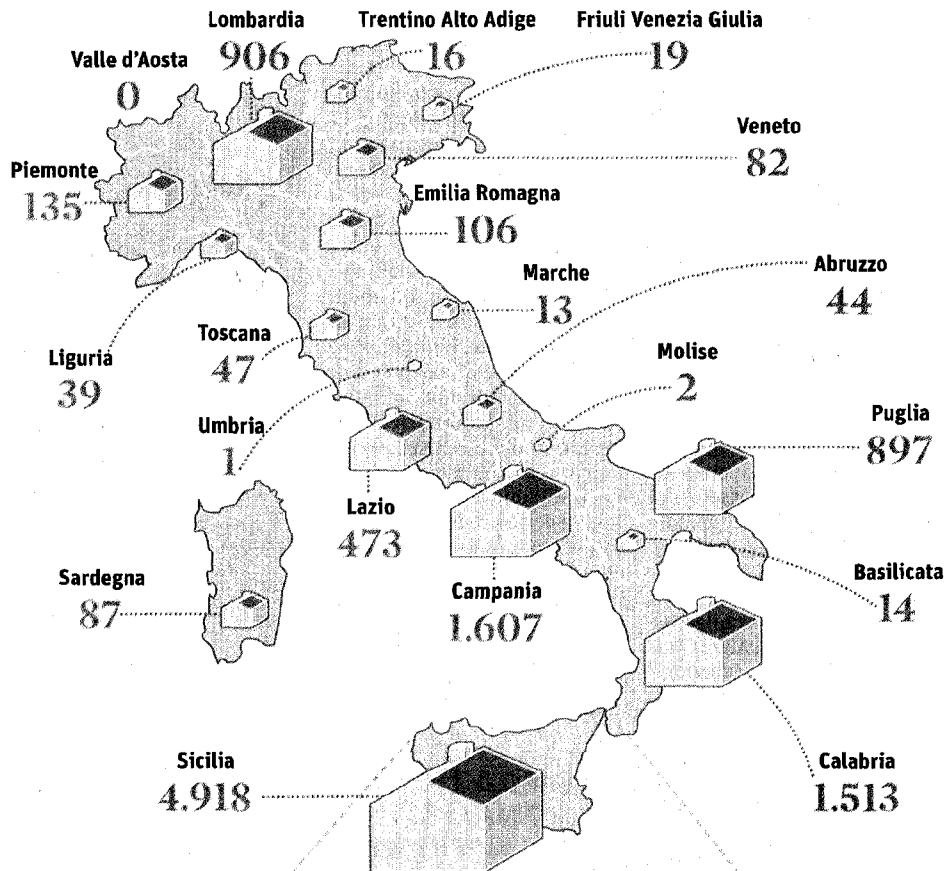 Lombardia
906
Trentino Alto Adige
16
Friuli Venezia Giulia
19
Valle d'Aosta
0
Veneto
82
Piemonte
135
Emilia Romagna
106
Abruzzo
44
Marche
13
Toscana
47
Liguria
39
Molise
2
Umbria
1
Puglia
897
Lazio
473
Sardegna
87
Campania
1.607
Basilicata
14
Sicilia
4.918
Calabria
1.513